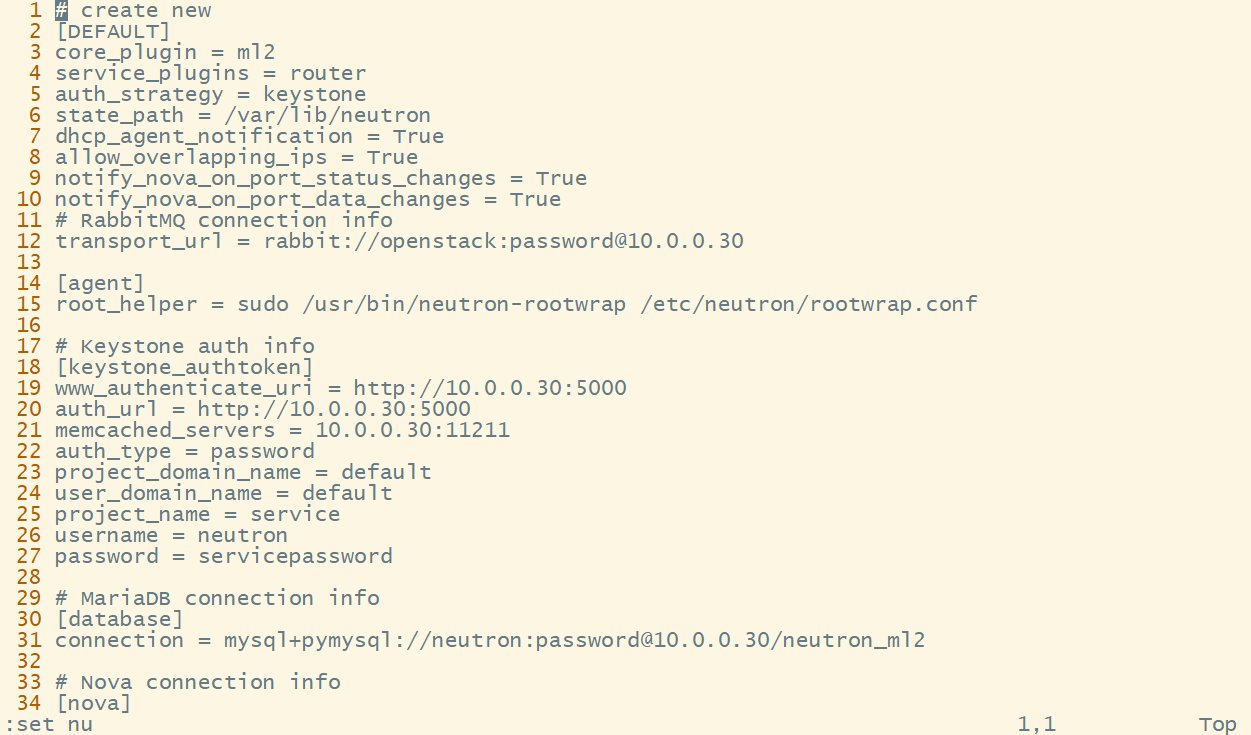 1 # create new
2 [DEFAULT]
3 core_plugin = ml2
4 service_plugins = router
5 auth_strategy = keystone
6 state_path = /var/lib/neutron
7 dhcp_agent_notification = True
8 allow_overlapping_ips = True
9 notify_nova_on_port_status_changes = True
10 notify_nova_on_port_data_changes = True
11 # RabbitMQ connection info
12 transport_url = rabbit://openstack:password@10.0.0.30
13
14 [agent]
15 root_helper = sudo /usr/bin/neutron-rootwrap /etc/neutron/rootwrap.conf
16
17 # Keystone auth info
18 [keystone_authtoken]
19 www_authenticate_uri = http://10.0.0.30:5000
20 auth_url = http://10.0.0.30:5000
21 memcached_servers = 10.0.0.30:11211
22 auth_type = password
23 project_domain_name = default
24 user_domain_name = default
25 project_name = service
26 username = neutron
27 password = servicepassword
28
29 # MariaDB connection info
30 [database]
31 connection = mysql+pymysql://neutron:password@10.0.0.30/neutron_ml2
32
33 # Nova connection info
34 [nova]
:set nu 1,1 Top